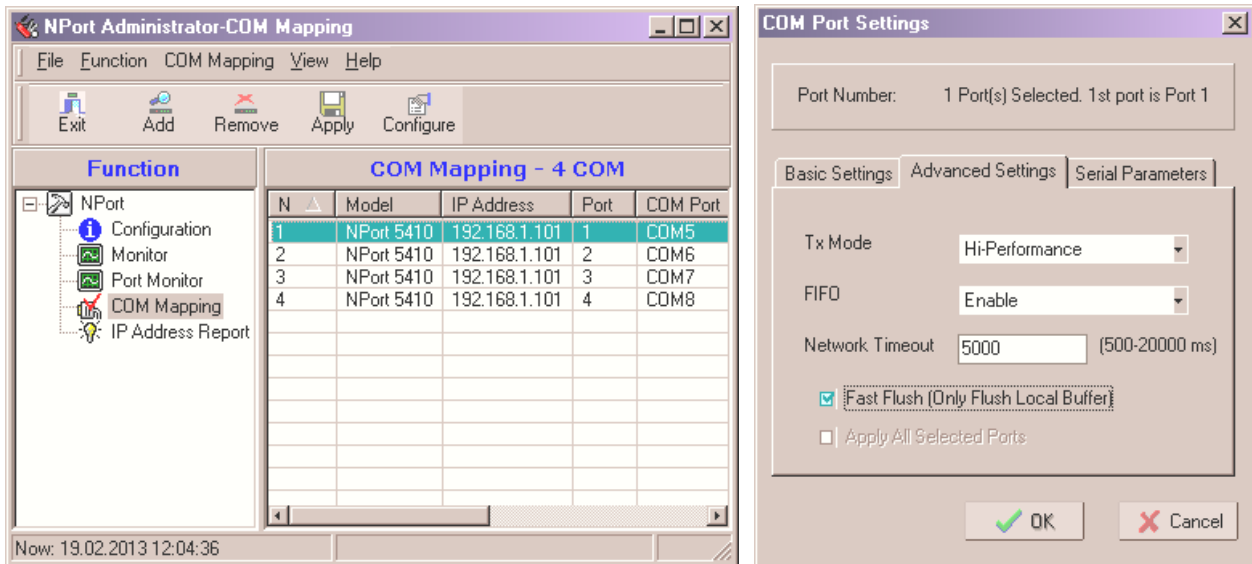 NPort Administrator-COM Mapping
File Function COM Mapping View Help
Exit Add Remove Apply Configure
Function
NPort
Configuration
Monitor
Port Monitor
COM Mapping
IP Address Report
COM Mapping - 4 COM
N Model IP Address Port COM Port
1 NPort 5410 192.168.1.101 1 COM5
2 NPort 5410 192.168.1.101 2 COM6
3 NPort 5410 192.168.1.101 3 COM7
4 NPort 5410 192.168.1.101 4 COM8
Now: 19.02.2013 12:04:36
COM Port Settings
Port Number: 1 Port(s) Selected. 1st port is Port 1
Basic Settings Advanced Settings Serial Parameters
Tx Mode Hi-Performance
FIFO Enable
Network Timeout 5000 (500-20000 ms)
Fast Flush (Only Flush Local Buffer)
Apply All Selected Ports
OK Cancel